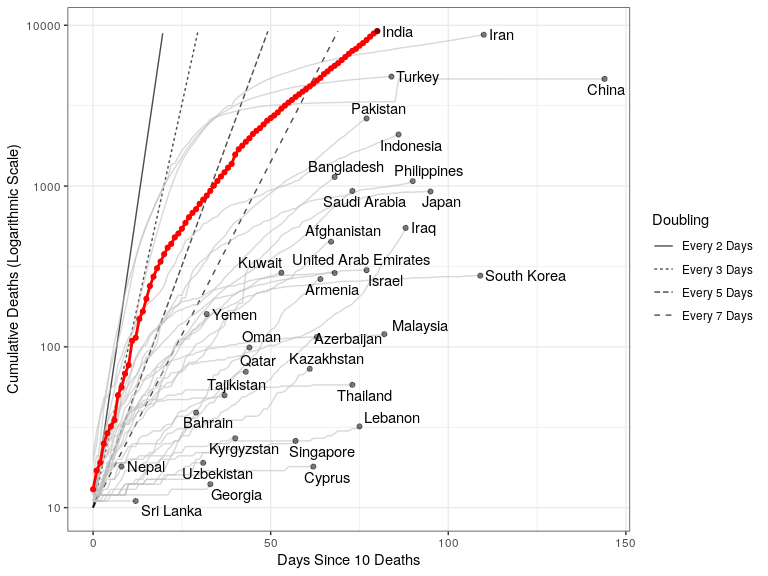 Cumulative Deaths (Logarithmic Scale)
10000
1000
100
10
India
Iran
Turkey
China
Pakistan
Indonesia
Bangladesh
Philippines
Saudi Arabia
Japan
Afghanistan
Iraq
Kuwait
United Arab Emirates
Israel
South Korea
Armenia
Yemen
Malaysia
Oman
Azerbaijan
Qatar
Kazakhstan
Tajikistan
Thailand
Bahrain
Lebanon
Kyrgyzstan
Singapore
Nepal
Uzbekistan
Cyprus
Georgia
Sri Lanka
0
50
100
150
Days Since 10 Deaths
Doubling
Every 2 Days
Every 3 Days
Every 5 Days
Every 7 Days